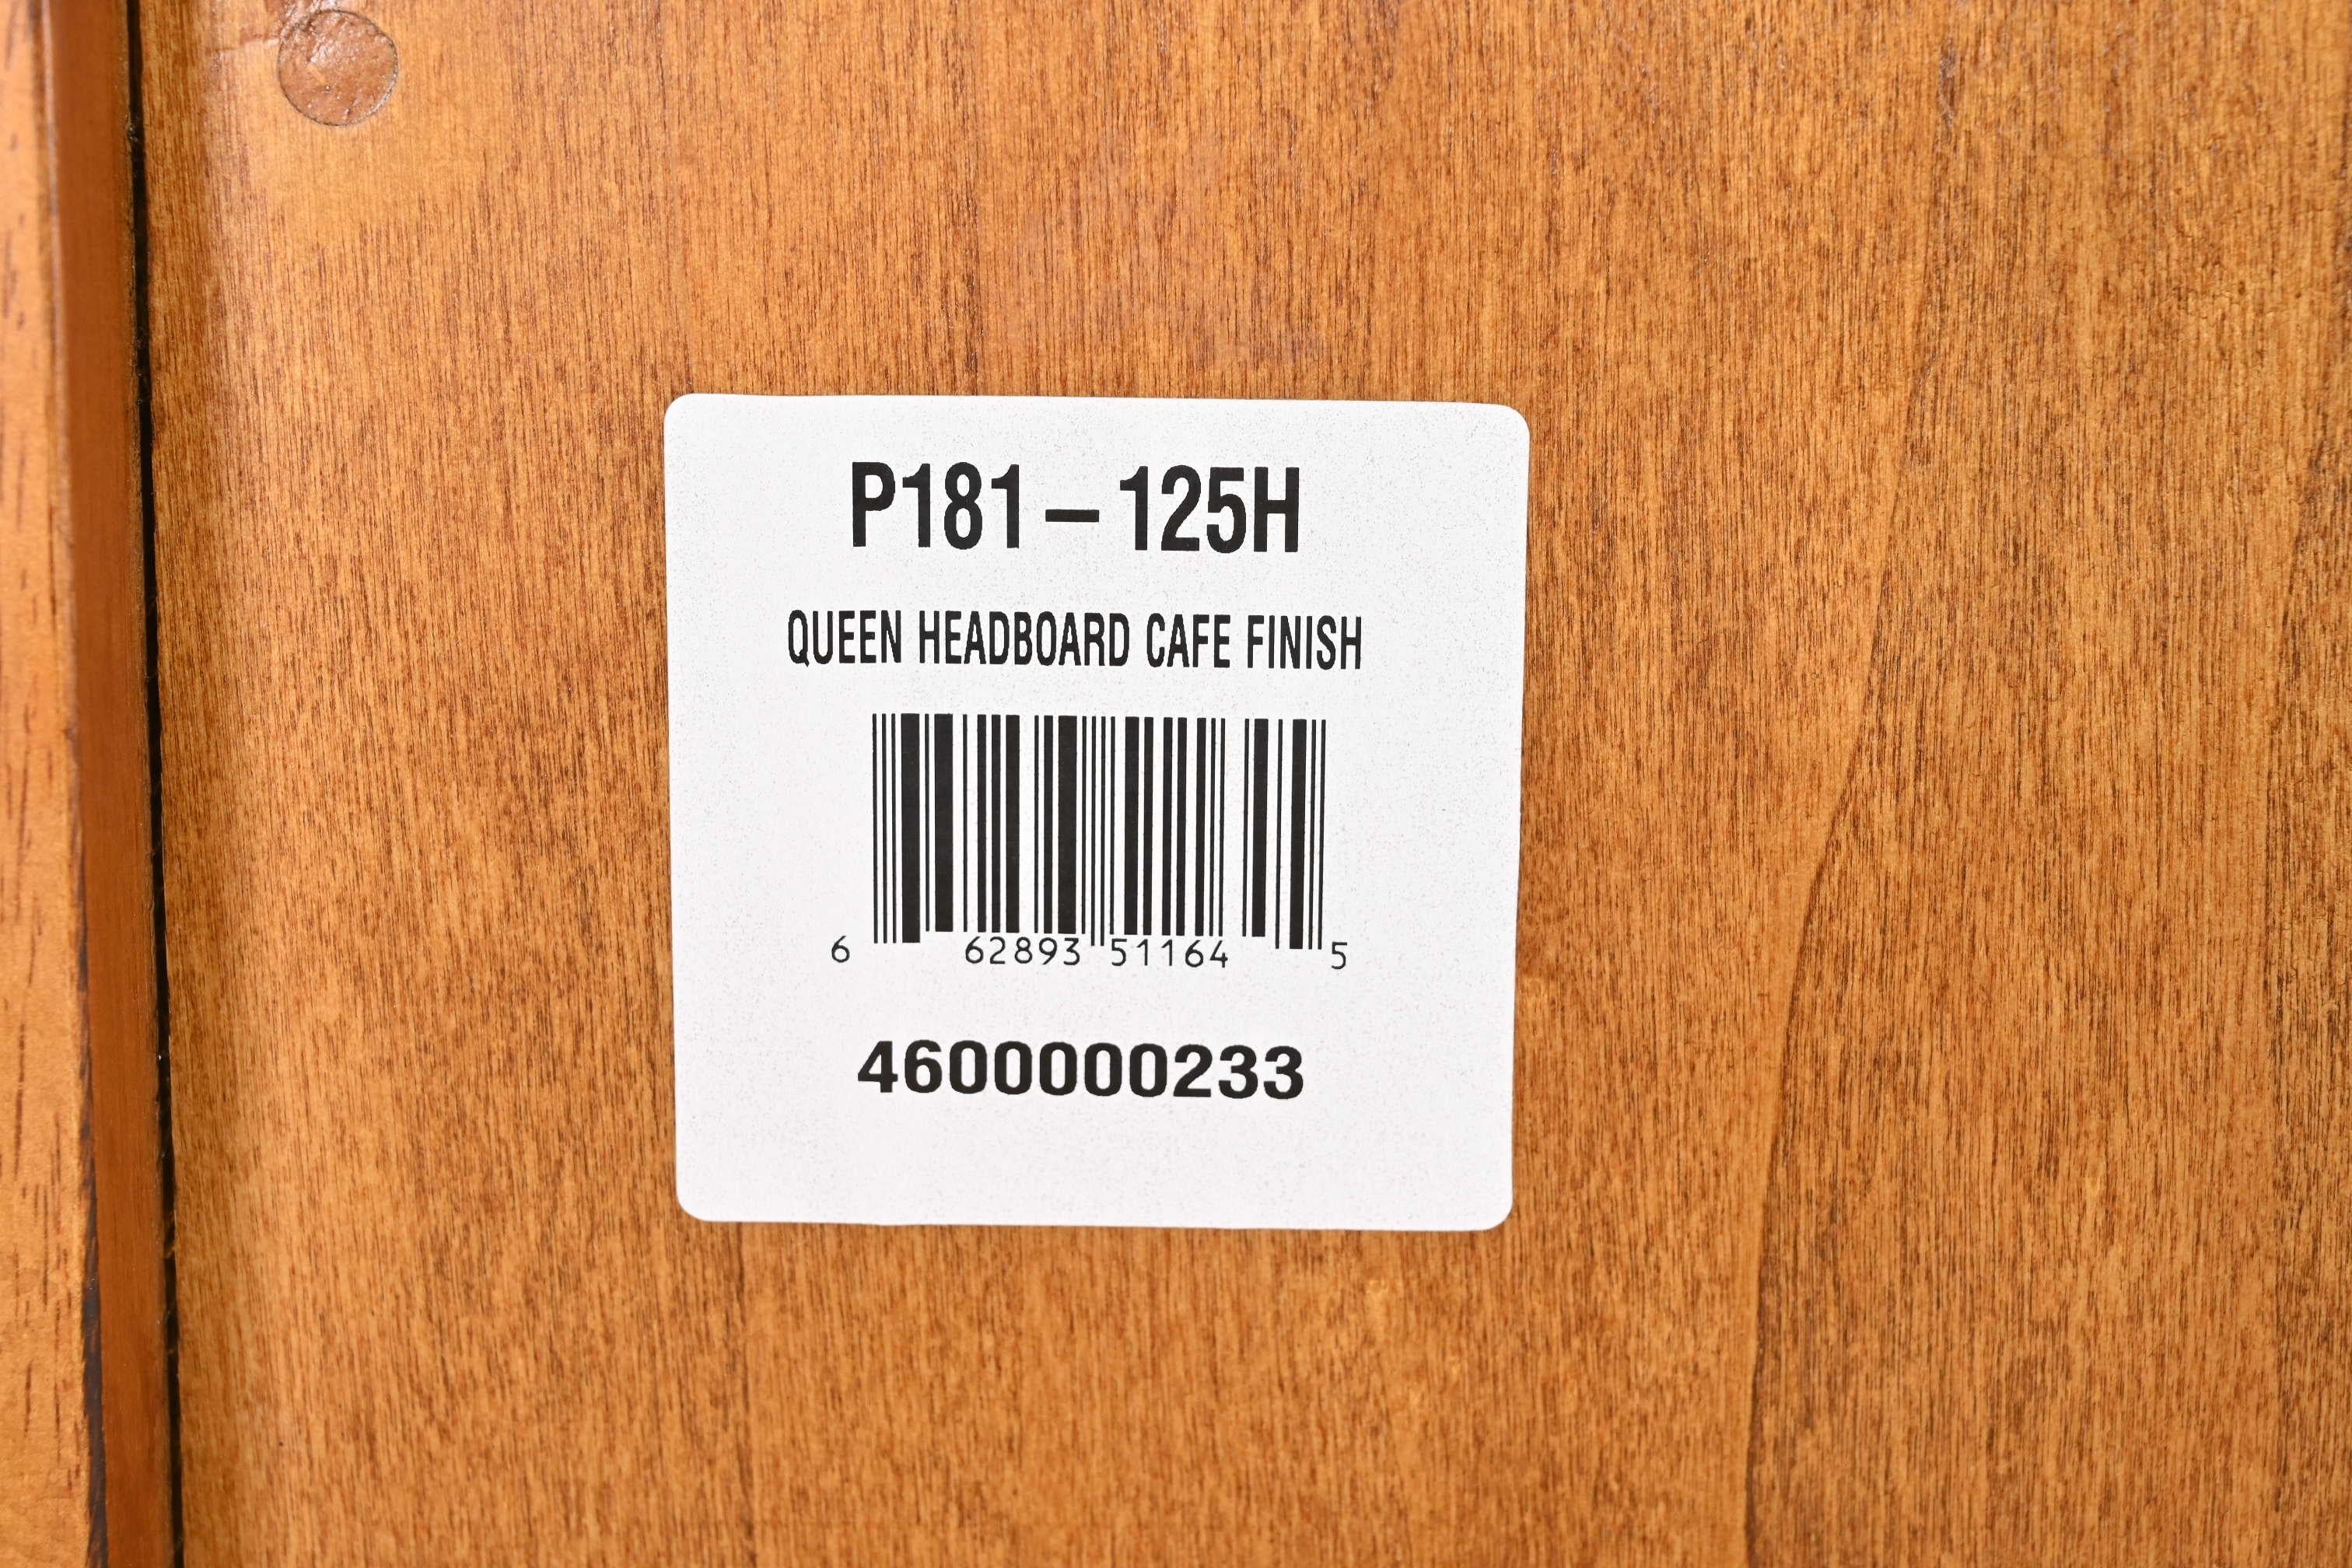 P181 – 125H
QUEEN HEADBOARD CAFE FINISH
6 62893 51164 5
4600000233